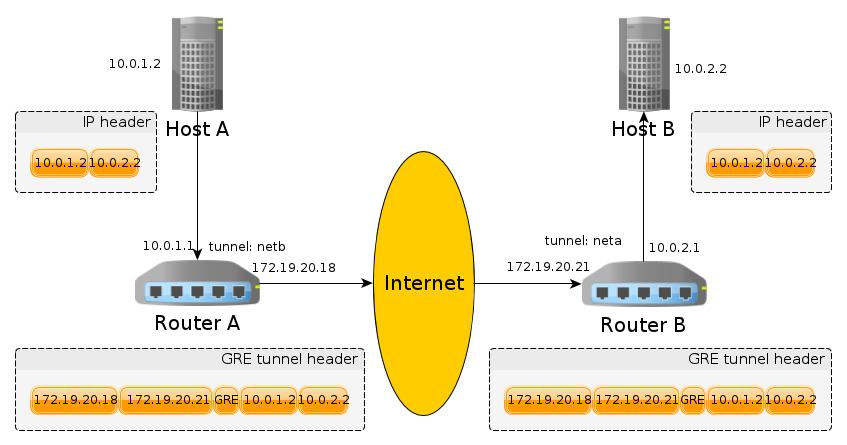 10.0.1.2
10.0.2.2
Host A
Host B
IP header
10.0.1.2 10.0.2.2
IP header
10.0.1.2 10.0.2.2
10.0.1.1
tunnel: netb
172.19.20.18
Internet
tunnel: neta
172.19.20.21
10.0.2.1
Router A
Router B
GRE tunnel header
172.19.20.18 172.19.20.21 GRE 10.0.1.2 10.0.2.2
GRE tunnel header
172.19.20.18 172.19.20.21 GRE 10.0.1.2 10.0.2.2